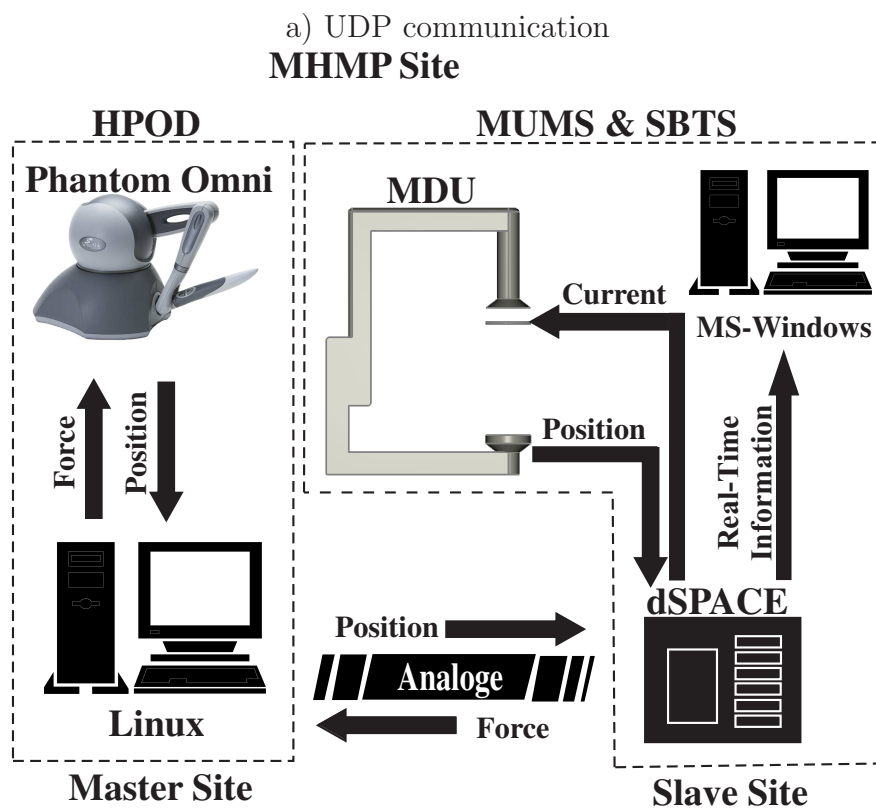 a) UDP communication
MHMP Site
HPOD
MUMS & SBTS
Phantom Omni
MDU
Current
MS-Windows
Force
Position
Position
Real-Time
Information
dSPACE
Position
Analoge
Force
Linux
Master Site
Slave Site